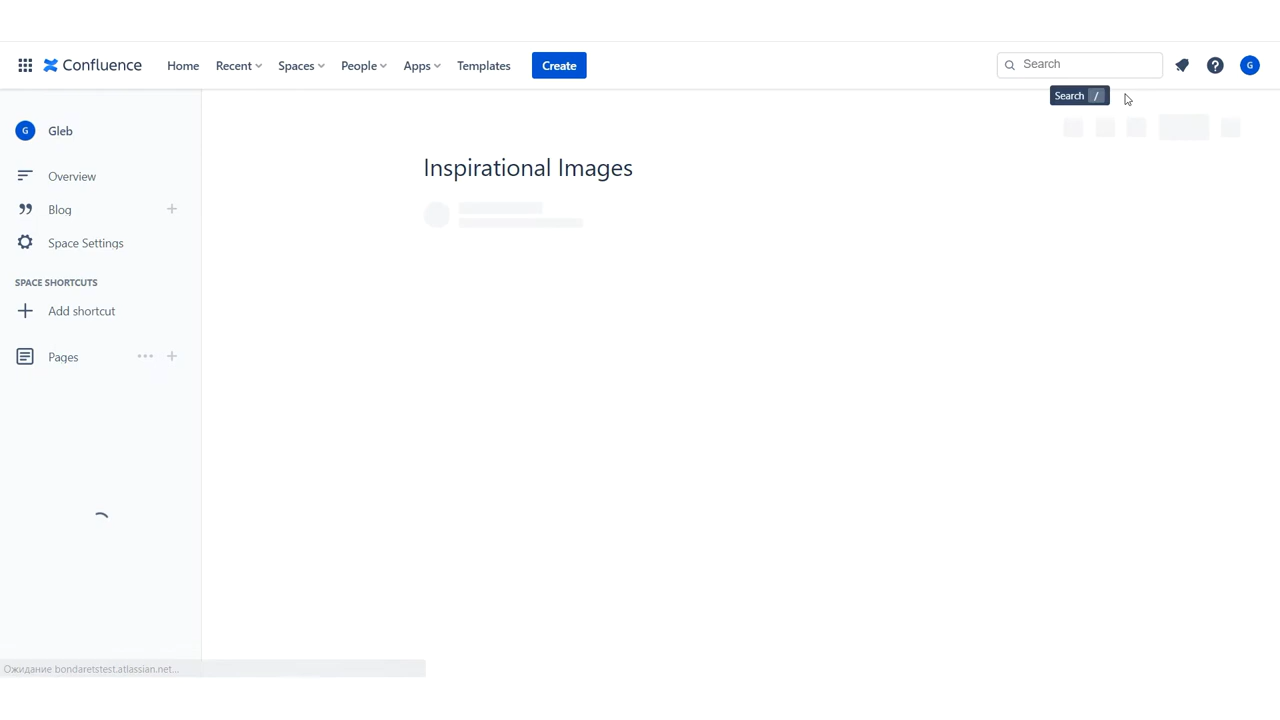 Confluence Home Recent Spaces People Apps Templates Create Search G
Search /
G Gleb
Overview
Blog
Space Settings
SPACE SHORTCUTS
Add shortcut
Pages
Inspirational Images
Ожидание bondaretstest.atlassian.net...